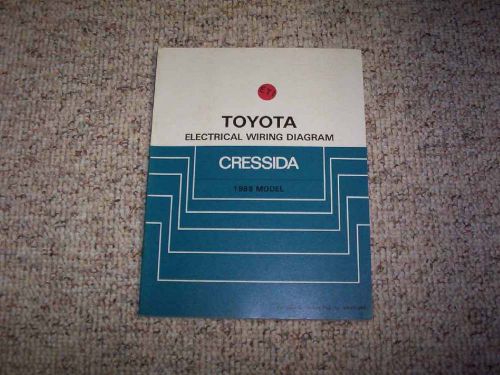 TOYOTA
ELECTRICAL WIRING DIAGRAM
CRESSIDA
1988 MODEL